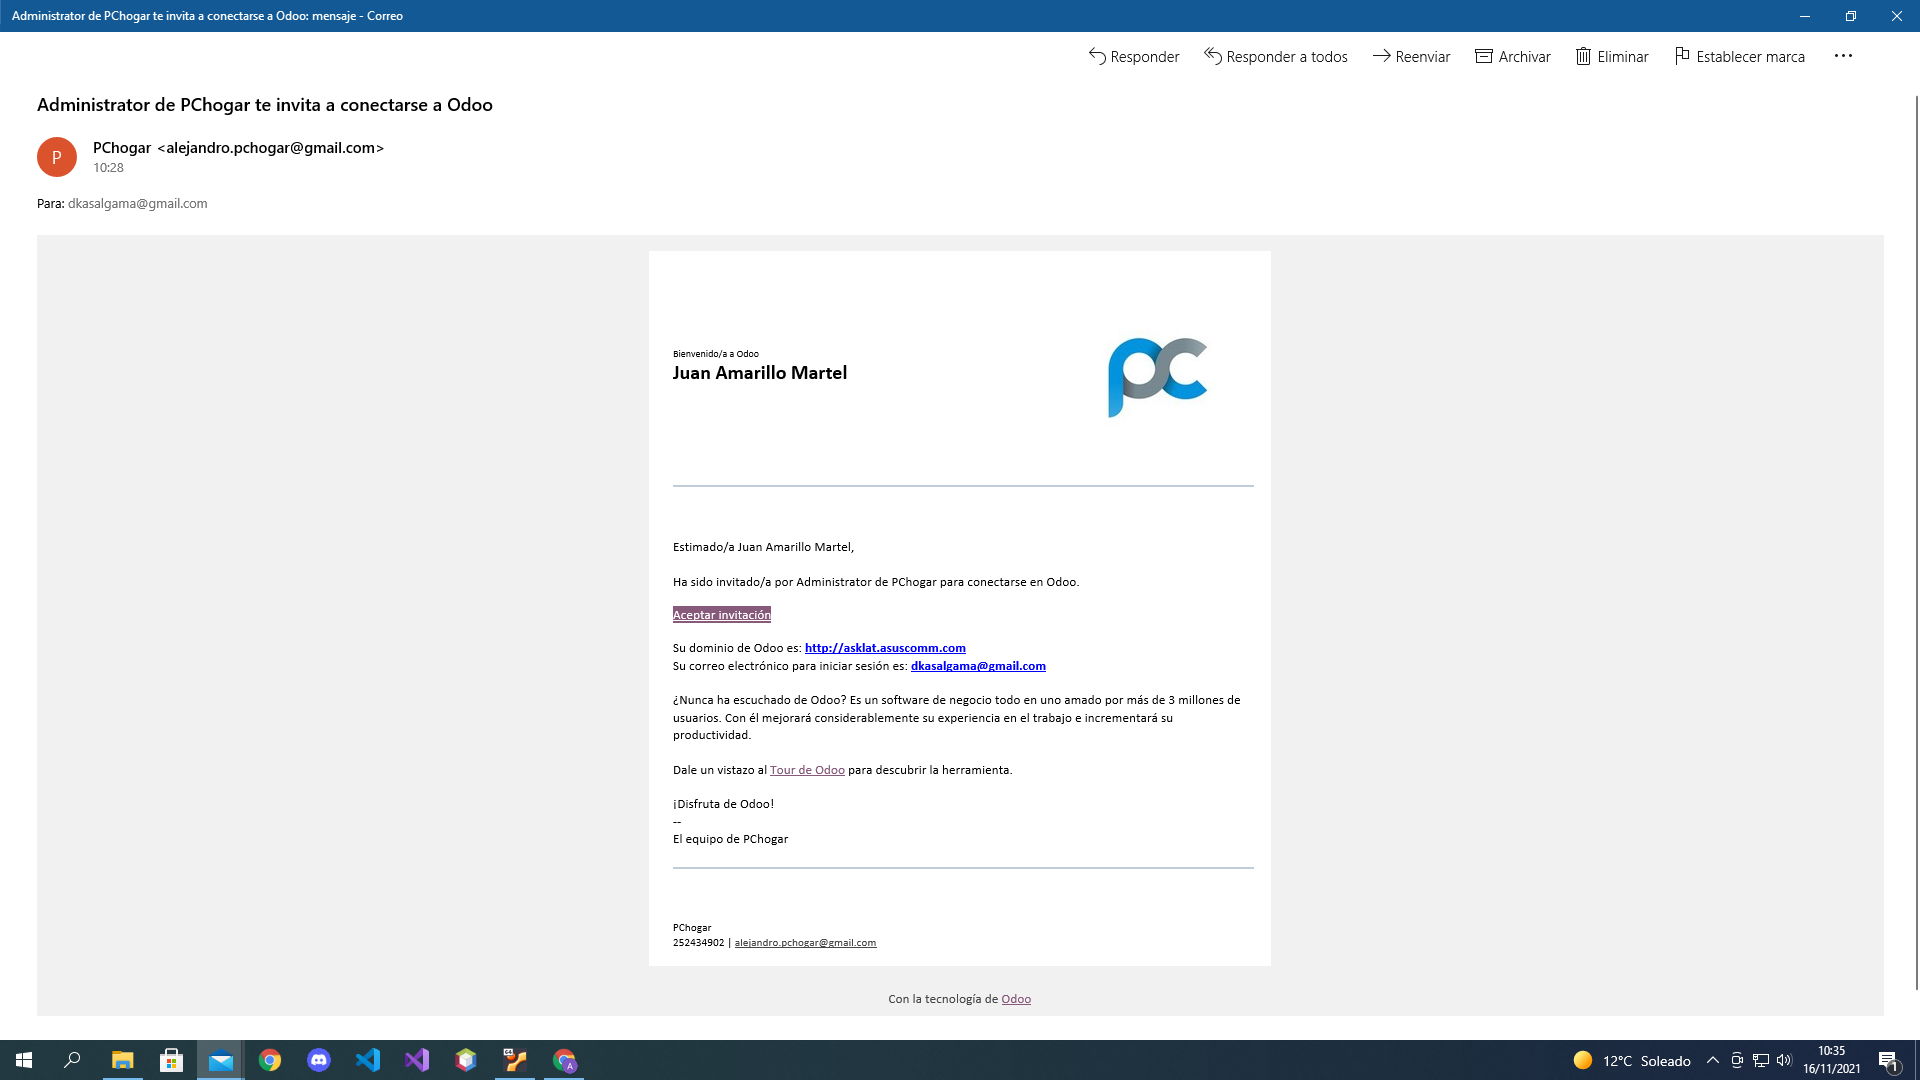 Administrator de PChogar te invita a conectarse a Odoo: mensaje - Correo
Responder
Responder a todos
Reenviar
Archivar
Eliminar
Establecer marca
Administrator de PChogar te invita a conectarse a Odoo
P
PChogar <alejandro.pchogar@gmail.com>
10:28
Para: dkasalgama@gmail.com
Bienvenido/a a Odoo
Juan Amarillo Martel
pc
Estimado/a Juan Amarillo Martel,
Ha sido invitado/a por Administrator de PChogar para conectarse en Odoo.
Aceptar invitación
Su dominio de Odoo es: http://asklat.asuscomm.com
Su correo electrónico para iniciar sesión es: dkasalgama@gmail.com
¿Nunca ha escuchado de Odoo? Es un software de negocio todo en uno amado por más de 3 millones de
usuarios. Con él mejorará considerablemente su experiencia en el trabajo e incrementará su
productividad.
Dale un vistazo al Tour de Odoo para descubrir la herramienta.
¡Disfruta de Odoo!
--
El equipo de PChogar
PChogar
252434902 | alejandro.pchogar@gmail.com
Con la tecnología de Odoo
12°C Soleado
10:35
16/11/2021
1